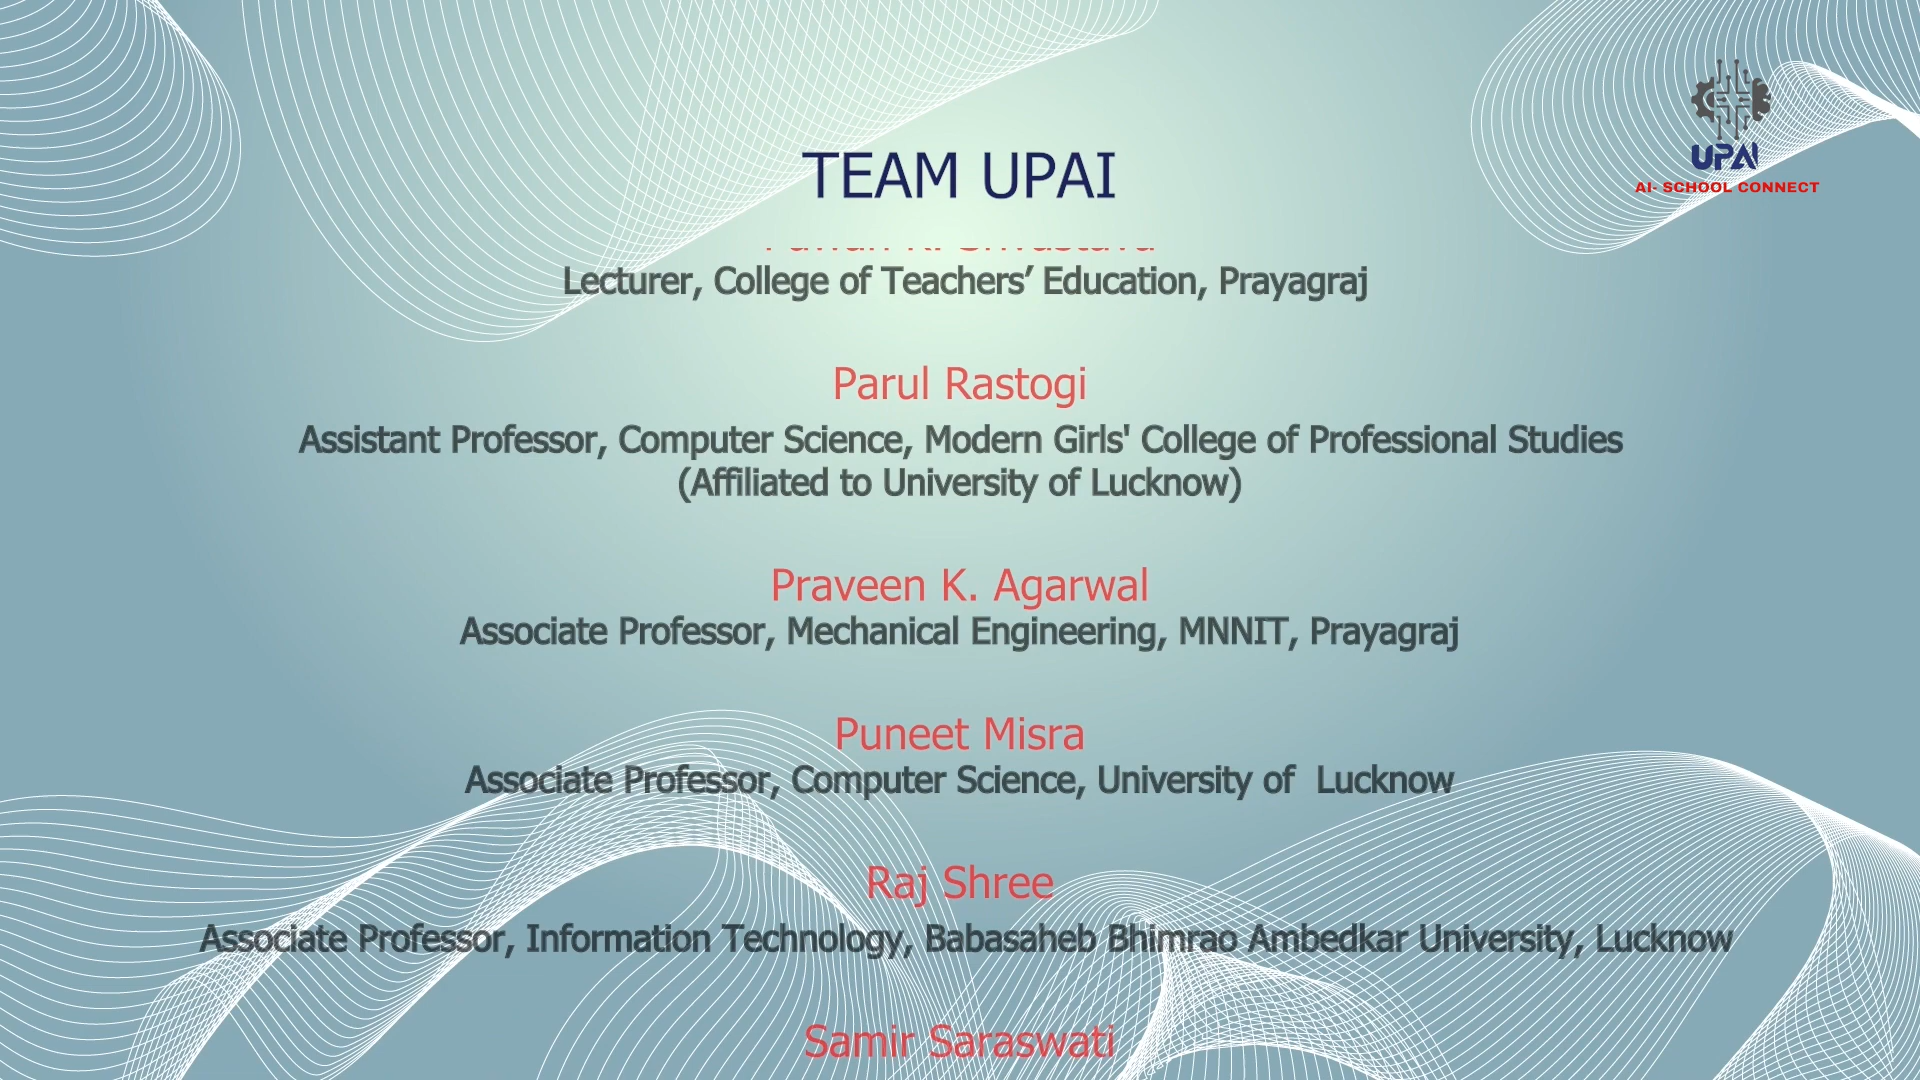 UPAI
AI- SCHOOL CONNECT
TEAM UPAI
Lecturer, College of Teachers’ Education, Prayagraj
Parul Rastogi
Assistant Professor, Computer Science, Modern Girls' College of Professional Studies
(Affiliated to University of Lucknow)
Praveen K. Agarwal
Associate Professor, Mechanical Engineering, MNNIT, Prayagraj
Puneet Misra
Associate Professor, Computer Science, University of  Lucknow
Raj Shree
Associate Professor, Information Technology, Babasaheb Bhimrao Ambedkar University, Lucknow
Samir Saraswati